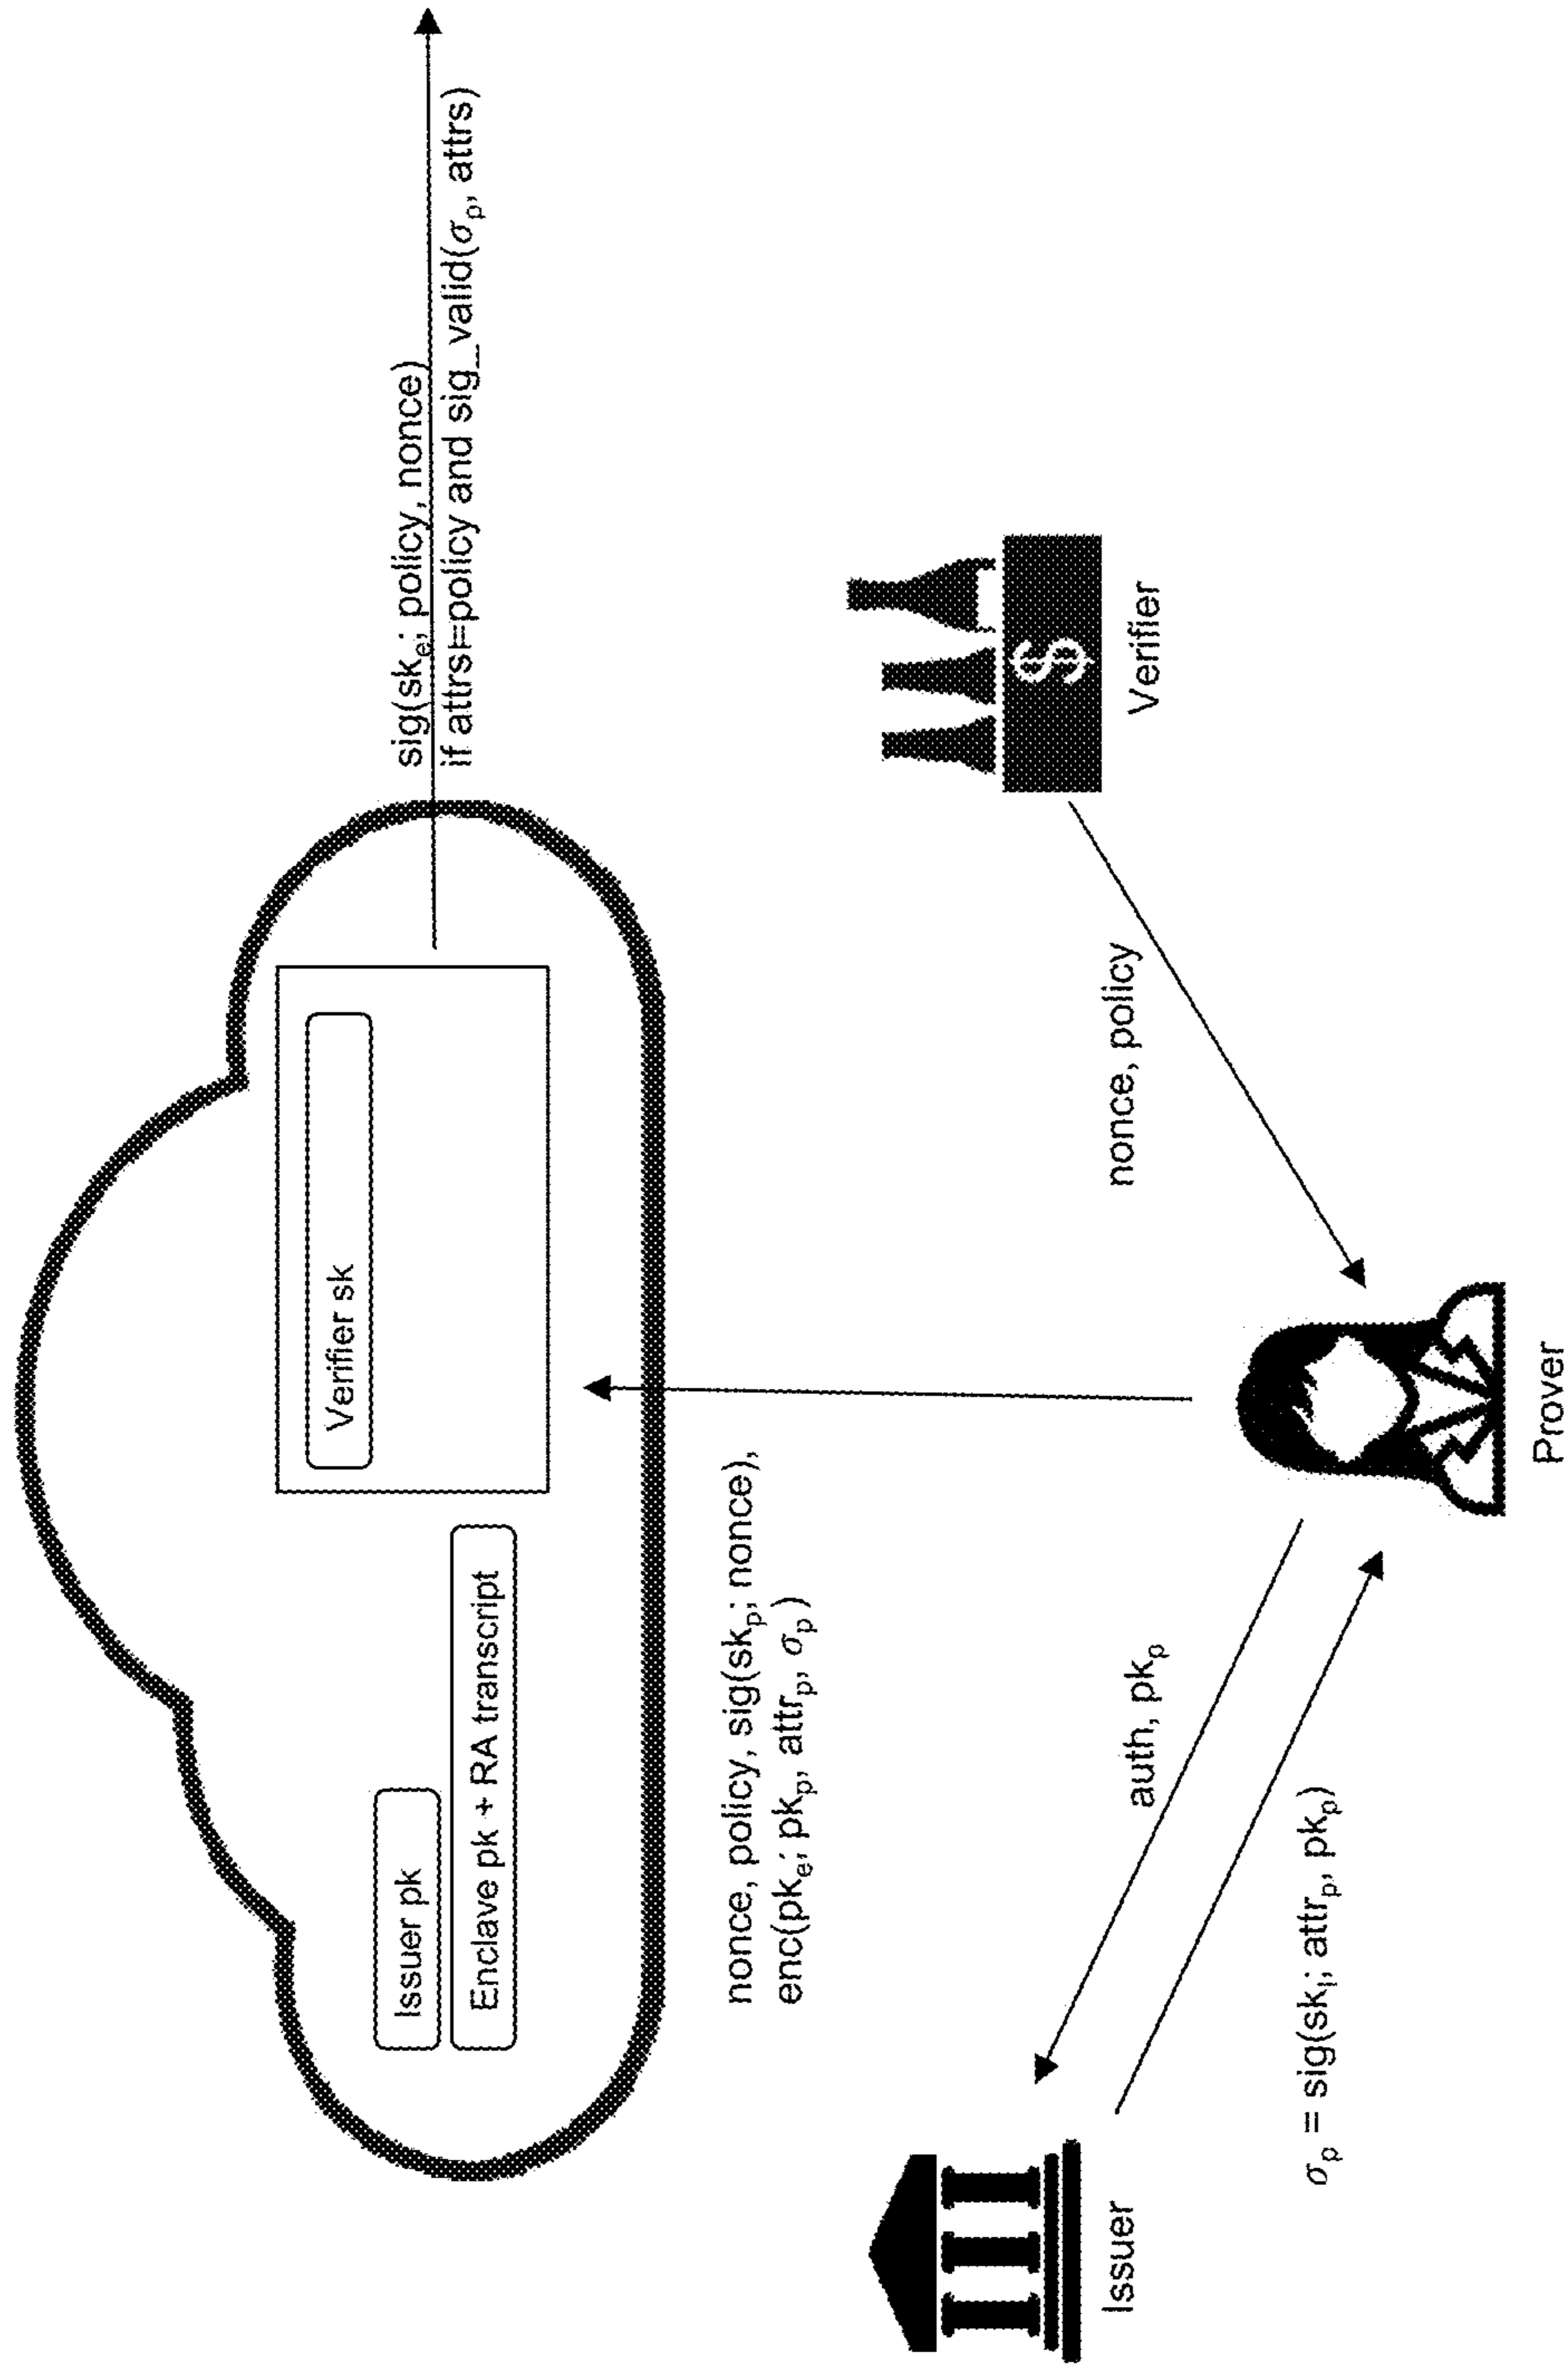 sig(skₑ; policy, nonce)
if attrs⊨policy and sig_valid(σₚ, attrs)
Verifier sk
Issuer pk
Enclave pk + RA transcript
nonce, policy, sig(skₚ; nonce),
enc(pkₑ; pkₚ, attrₚ, σₚ)
nonce, policy
Verifier
auth, pkₚ
σₚ = sig(skᵢ; attrₚ, pkₚ)
Issuer
Prover
$